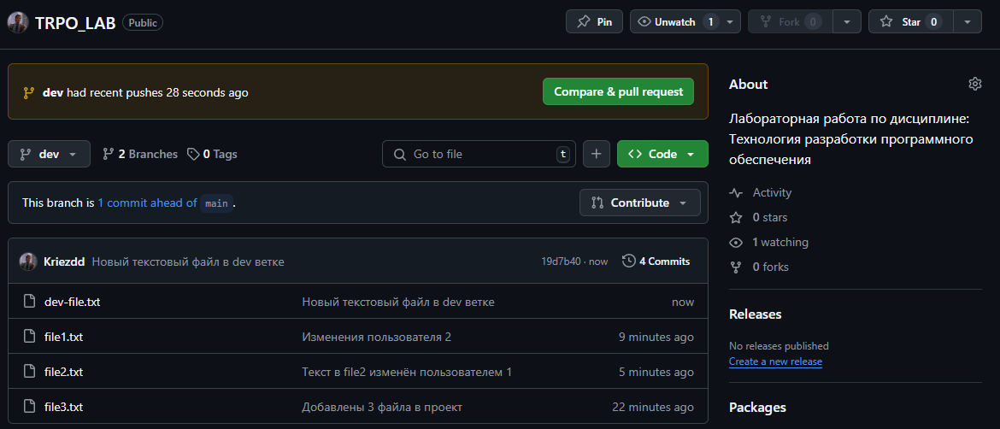 TRPO_LAB Public Pin Unwatch 1 Fork 0 Star 0
dev had recent pushes 28 seconds ago Compare & pull request
dev 2 Branches 0 Tags Go to file t Code
This branch is 1 commit ahead of main . Contribute
Kriezdd Новый текстовый файл в dev ветке 19d7b40 · now 4 Commits
dev-file.txt Новый текстовый файл в dev ветке now
file1.txt Изменения пользователя 2 9 minutes ago
file2.txt Текст в file2 изменён пользователем 1 5 minutes ago
file3.txt Добавлены 3 файла в проект 22 minutes ago
About
Лабораторная работа по дисциплине:
Технология разработки программного
обеспечения
Activity
0 stars
1 watching
0 forks
Releases
No releases published
Create a new release
Packages